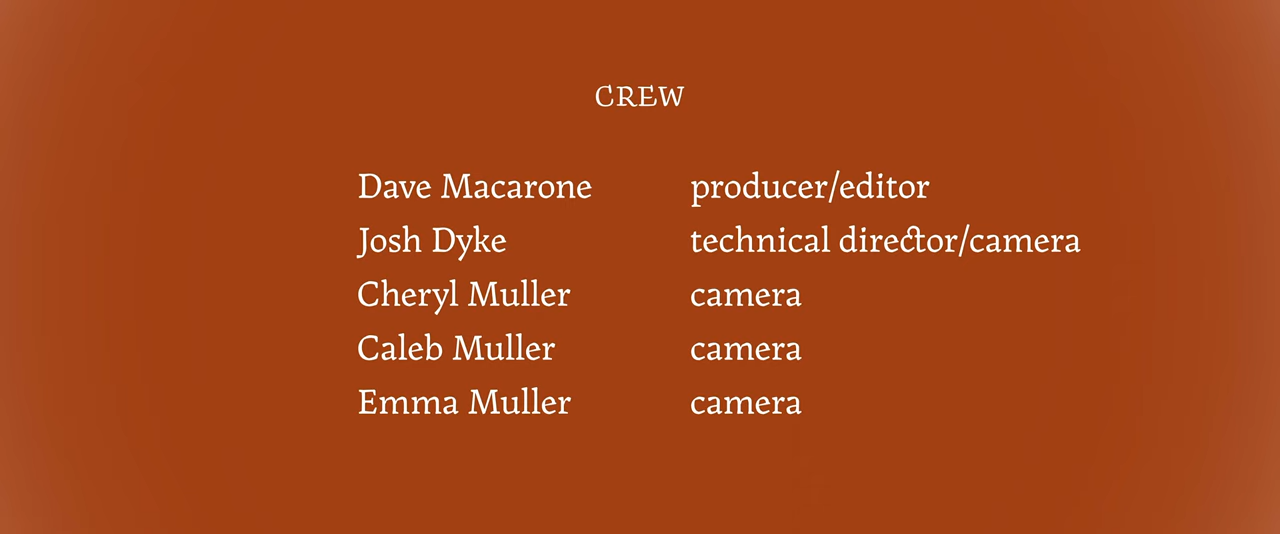 CREW
Dave Macarone producer/editor
Josh Dyke technical director/camera
Cheryl Muller camera
Caleb Muller camera
Emma Muller camera